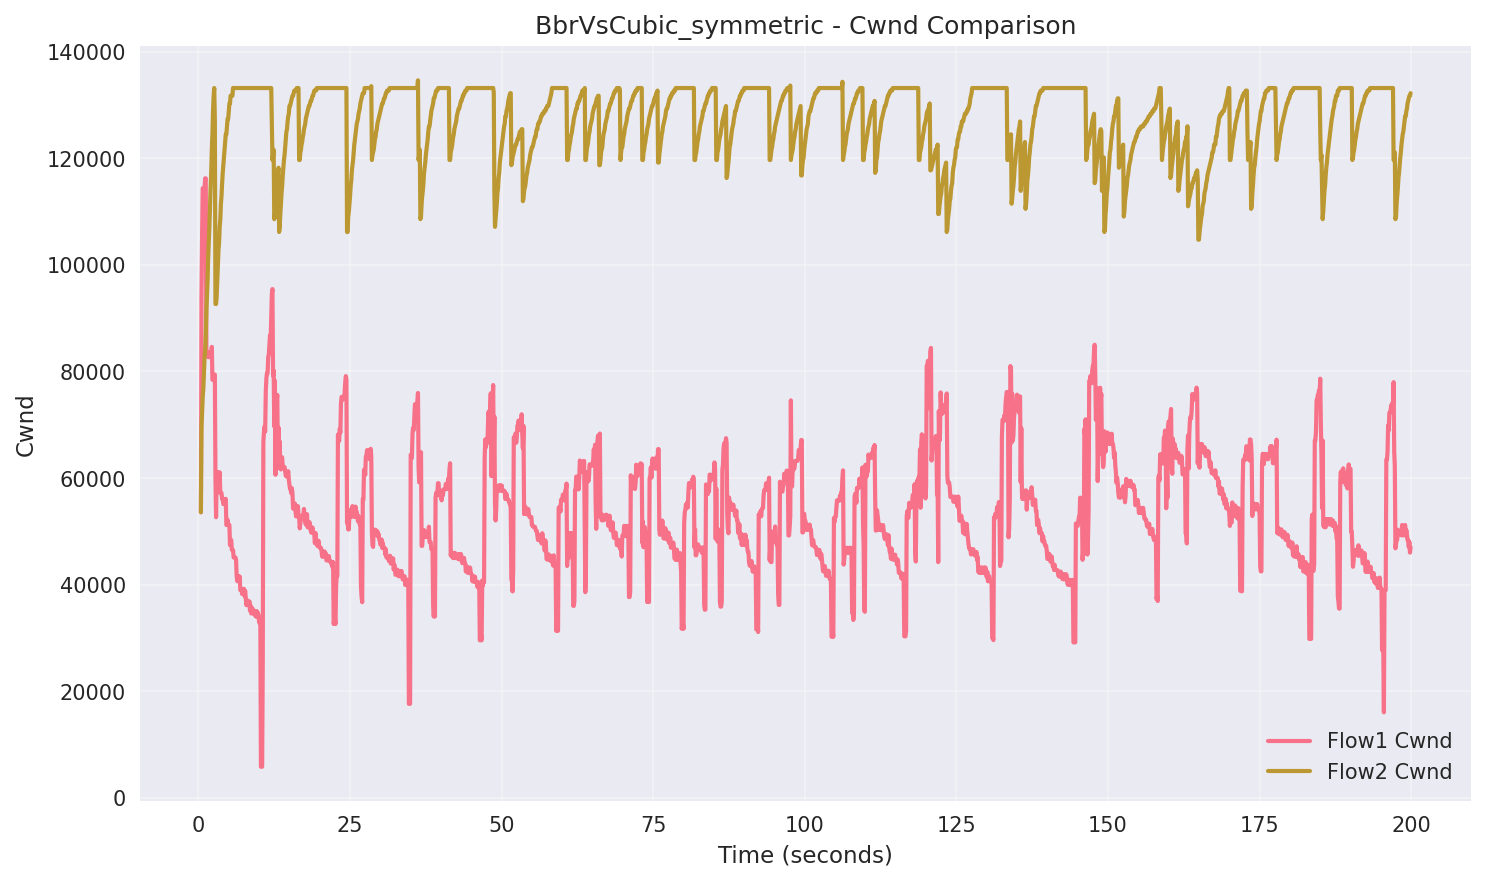 BbrVsCubic_symmetric - Cwnd Comparison
140000
120000
100000
80000
60000
40000
20000
0
Cwnd
0 25 50 75 100 125 150 175 200
Time (seconds)
Flow1 Cwnd
Flow2 Cwnd